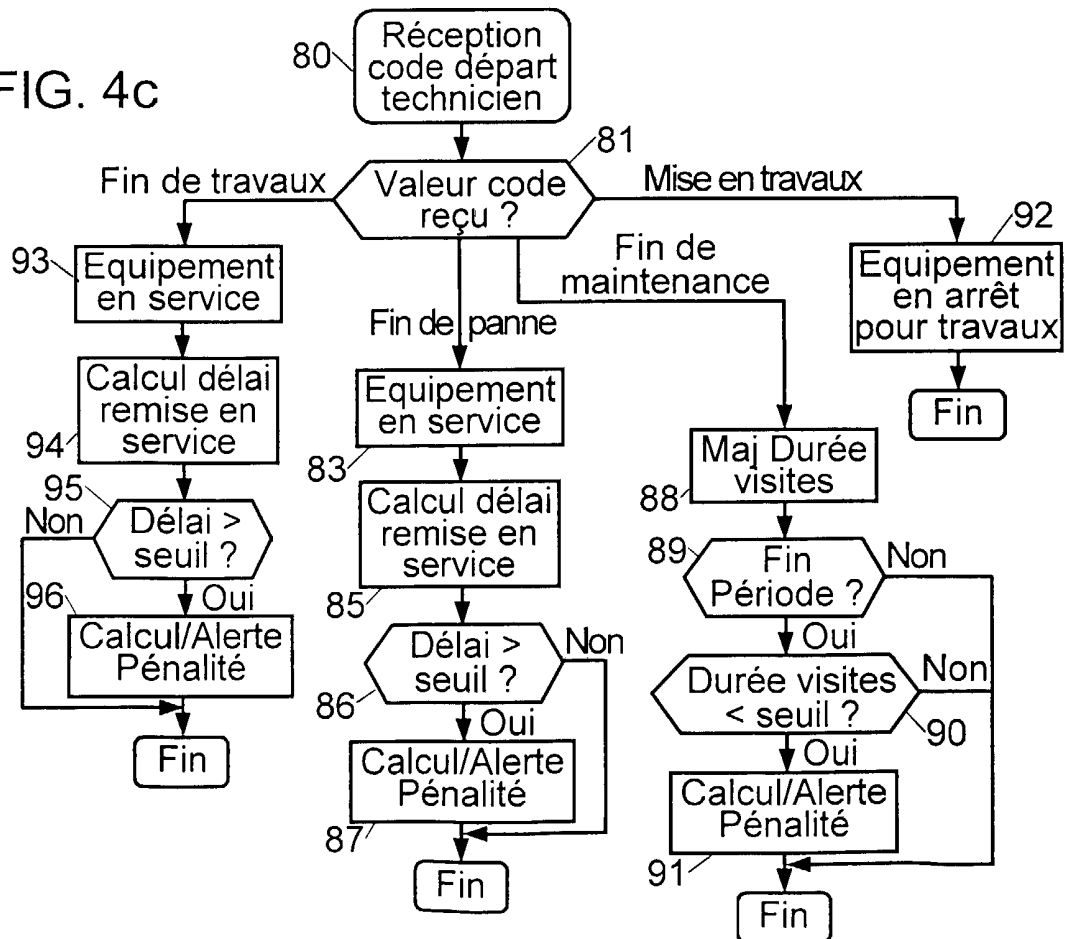 FIG. 4c
80
Réception
code départ
technicien
81
Valeur code
reçu ?
Fin de travaux
Mise en travaux
Fin de panne
Fin de
maintenance
93
Equipement
en service
94
Calcul délai
remise en
service
95
Délai >
seuil ?
Non
Oui
96
Calcul/Alerte
Pénalité
Fin
83
Equipement
en service
85
Calcul délai
remise en
service
86
Délai >
seuil ?
Non
Oui
87
Calcul/Alerte
Pénalité
Fin
88
Maj Durée
visites
89
Fin
Période ?
Non
Oui
90
Durée visites
< seuil ?
Non
Oui
91
Calcul/Alerte
Pénalité
Fin
92
Equipement
en arrêt
pour travaux
Fin